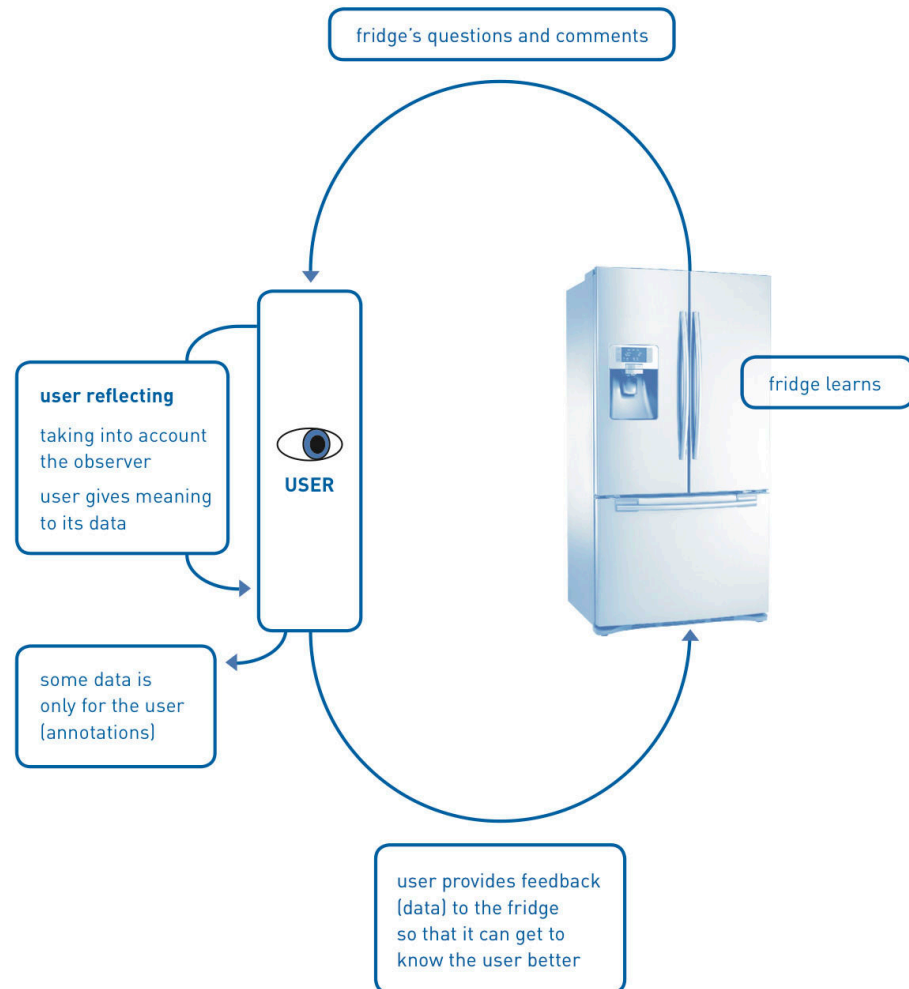 fridge's questions and comments
user reflecting
taking into account
the observer
user gives meaning
to its data
USER
fridge learns
some data is
only for the user
(annotations)
user provides feedback
(data) to the fridge
so that it can get to
know the user better